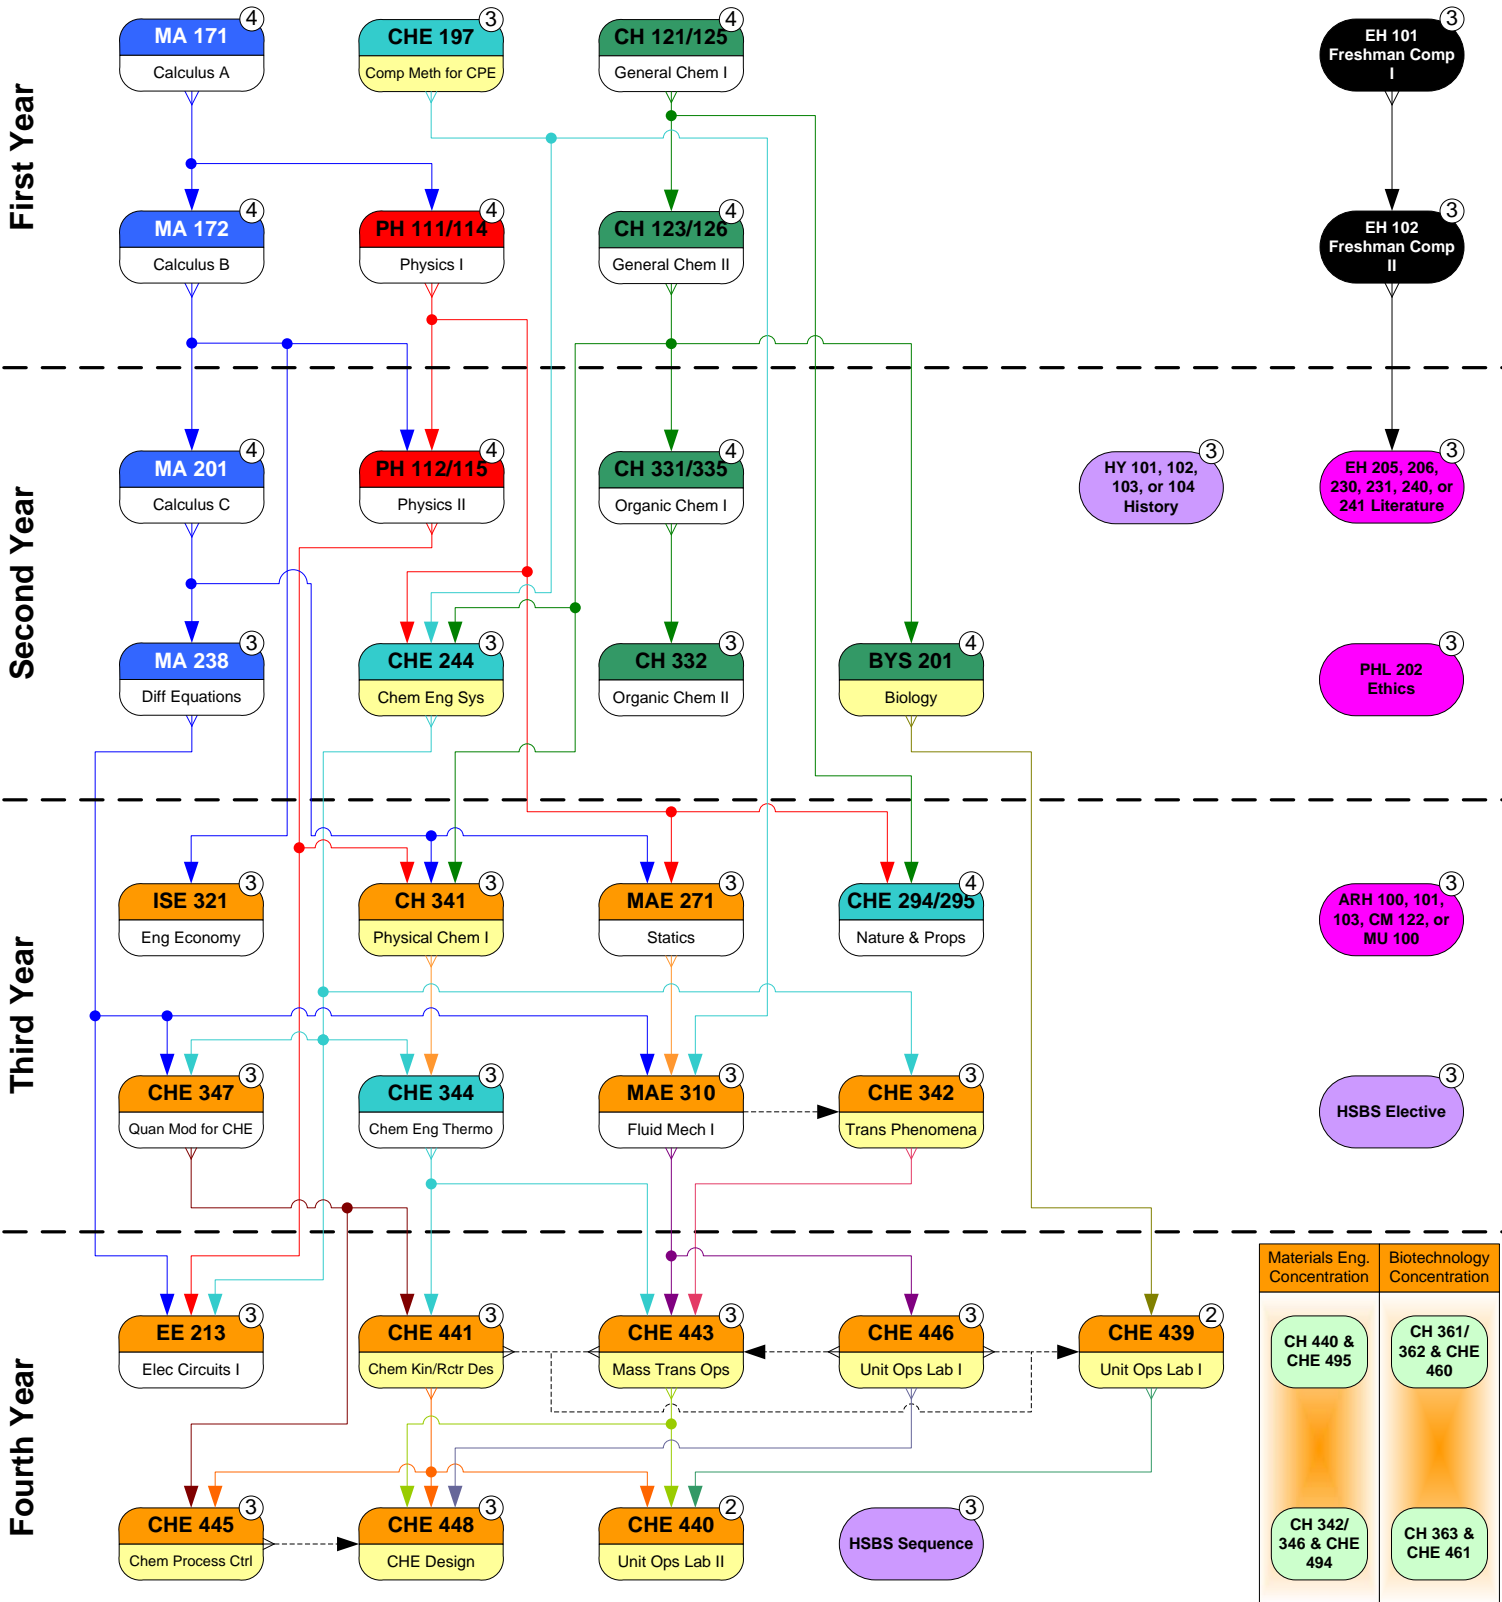 First Year
4
MA 171
Calculus A
3
CHE 197
Comp Meth for CPE
4
CH 121/125
General Chem I
3
EH 101
Freshman Comp
I
4
MA 172
Calculus B
4
PH 111/114
Physics I
4
CH 123/126
General Chem II
3
EH 102
Freshman Comp
II
Second Year
4
MA 201
Calculus C
4
PH 112/115
Physics II
4
CH 331/335
Organic Chem I
3
HY 101, 102,
103, or 104
History
3
EH 205, 206,
230, 231, 240, or
241 Literature
3
MA 238
Diff Equations
3
CHE 244
Chem Eng Sys
3
CH 332
Organic Chem II
4
BYS 201
Biology
3
PHL 202
Ethics
Third Year
3
ISE 321
Eng Economy
3
CH 341
Physical Chem I
3
MAE 271
Statics
4
CHE 294/295
Nature & Props
3
ARH 100, 101,
103, CM 122, or
MU 100
3
CHE 347
Quan Mod for CHE
3
CHE 344
Chem Eng Thermo
3
MAE 310
Fluid Mech I
3
CHE 342
Trans Phenomena
3
HSBS Elective
Fourth Year
3
EE 213
Elec Circuits I
3
CHE 441
Chem Kin/Rctr Des
3
CHE 443
Mass Trans Ops
3
CHE 446
Unit Ops Lab I
2
CHE 439
Unit Ops Lab I
3
CHE 445
Chem Process Ctrl
3
CHE 448
CHE Design
2
CHE 440
Unit Ops Lab II
3
HSBS Sequence
Materials Eng.
Concentration
Biotechnology
Concentration
CH 440 &
CHE 495
CH 361/
362 & CHE
460
CH 342/
346 & CHE
494
CH 363 &
CHE 461